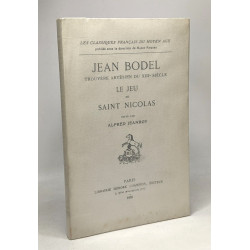 LES CLASSIQUES FRANÇAIS DU MOYEN AGE
JEAN BODEL
TROUVÈRE ARTÉSIEN DU XIIIe SIÈCLE
LE JEU
DE
SAINT NICOLAS
ALFRED JEANROY
PARIS
LIBRAIRIE HONORÉ CHAMPION, ÉDITEUR